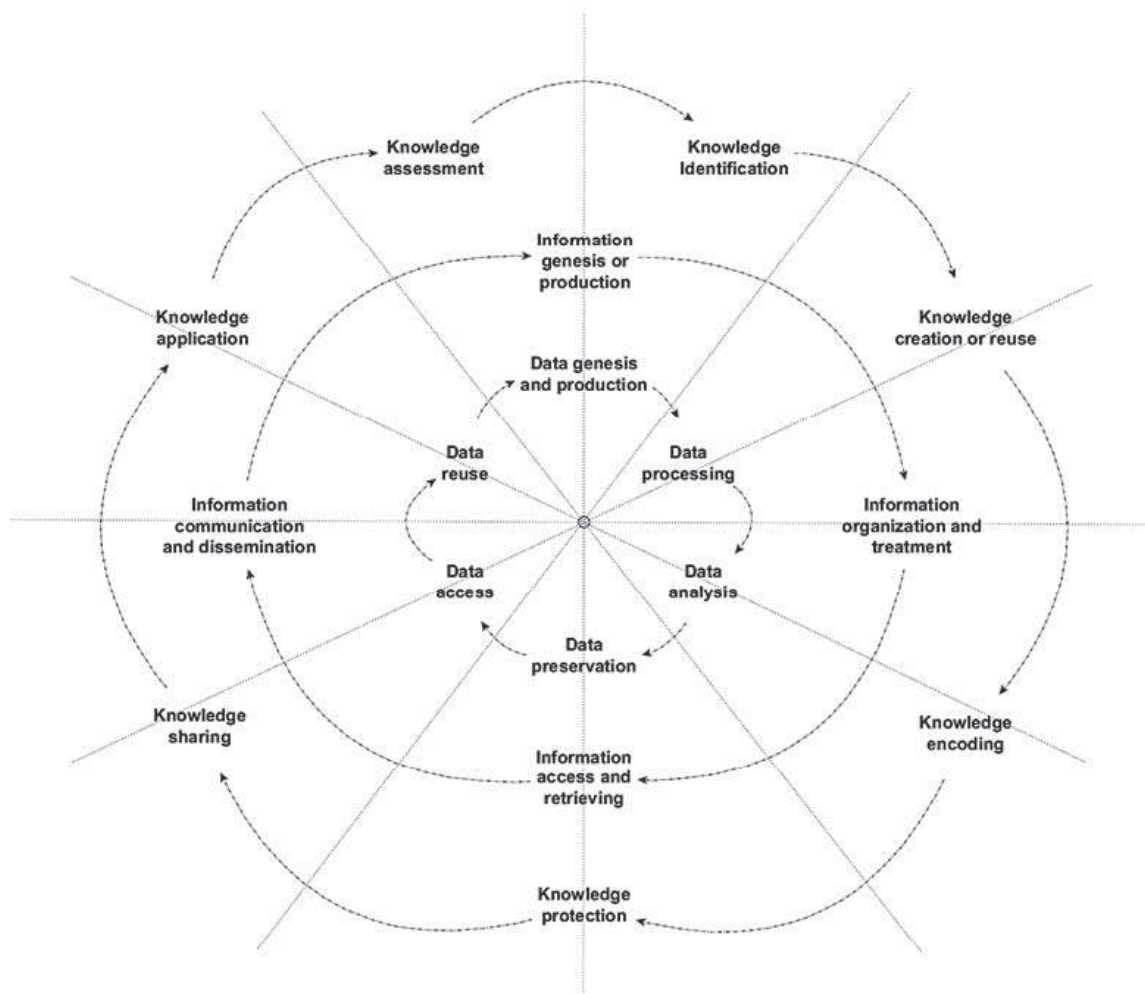 Knowledge
assessment
Knowledge
Identification
Information
genesis or
production
Knowledge
application
Knowledge
creation or reuse
Data genesis
and production
Data
reuse
Data
processing
Information
communication
and dissemination
Information
organization and
treatment
Data
access
Data
analysis
Data
preservation
Knowledge
sharing
Knowledge
encoding
Information
access and
retrieving
Knowledge
protection